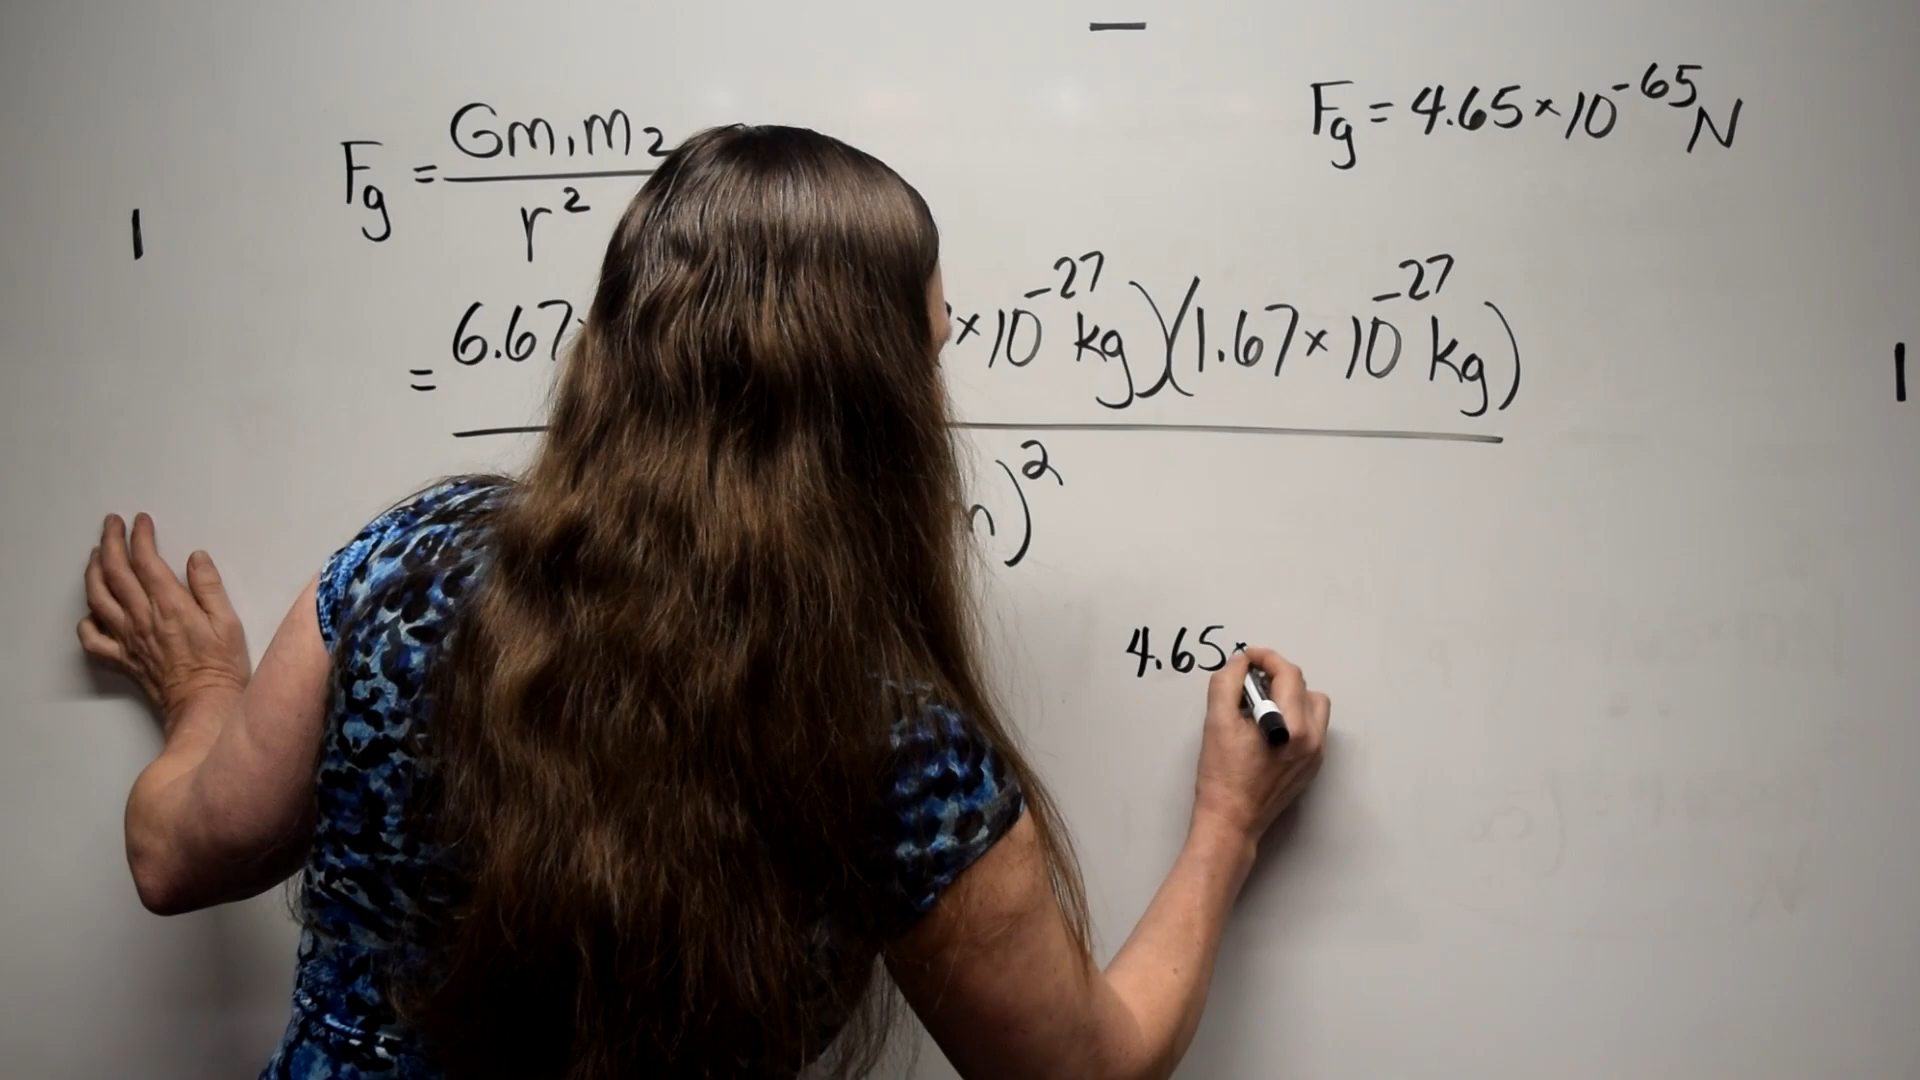 Fg = Gm₁m₂ / r²
Fg = 4.65 × 10⁻⁶⁵ N
= 6.67 × 10⁻²⁷ kg)(1.67 × 10⁻²⁷ kg)
)²
4.65 ×